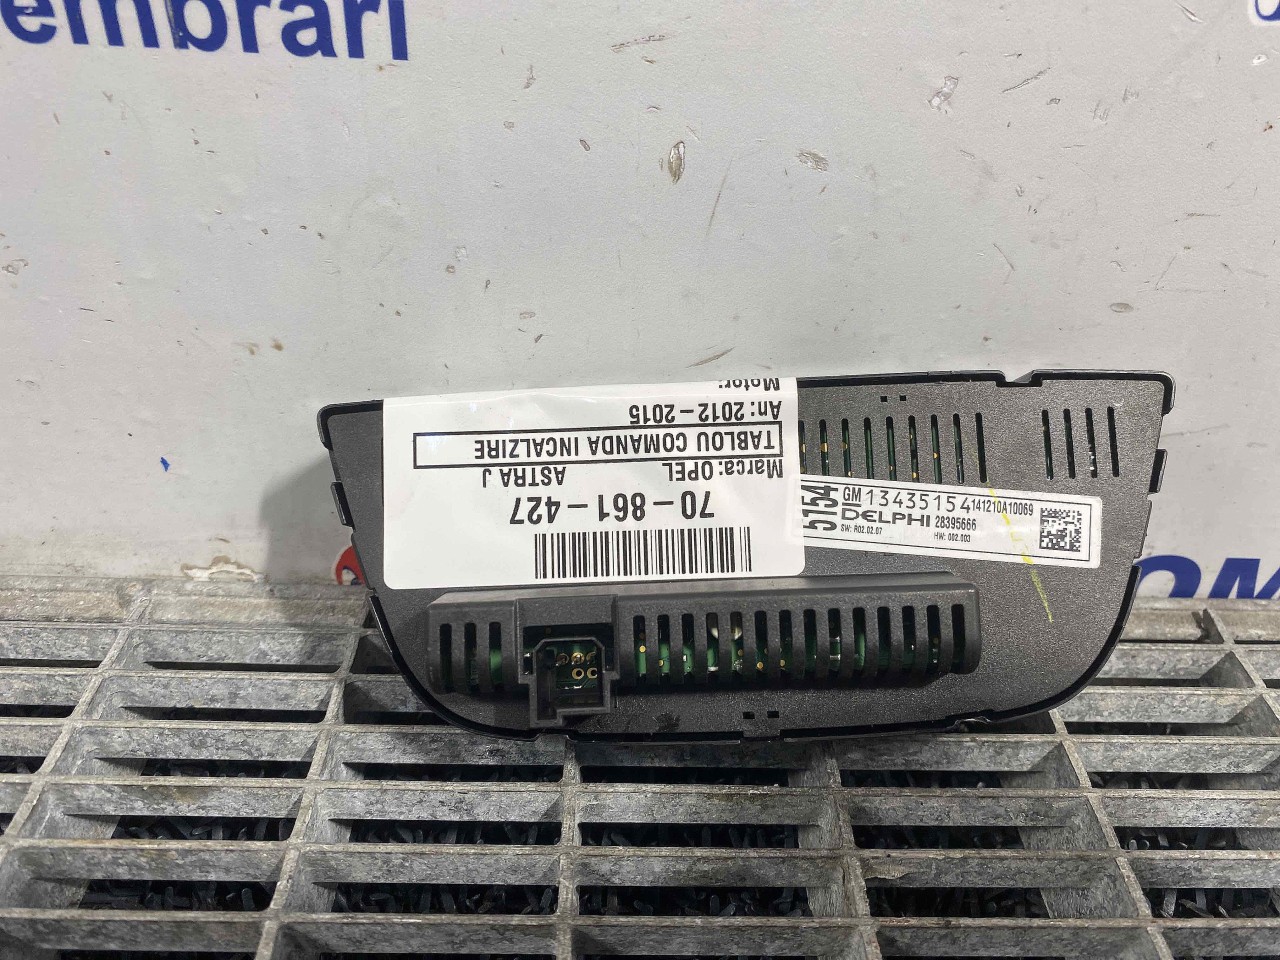 embrari
70-861-427
Marca: OPEL ASTRA J
TABLOU COMANDA INCALZIRE
An: 2012-2015
Motor:
5154
GM 13435154 141210A10069
DELPHI 28395666
SW: R02.02.07 HW: 002.003
OM